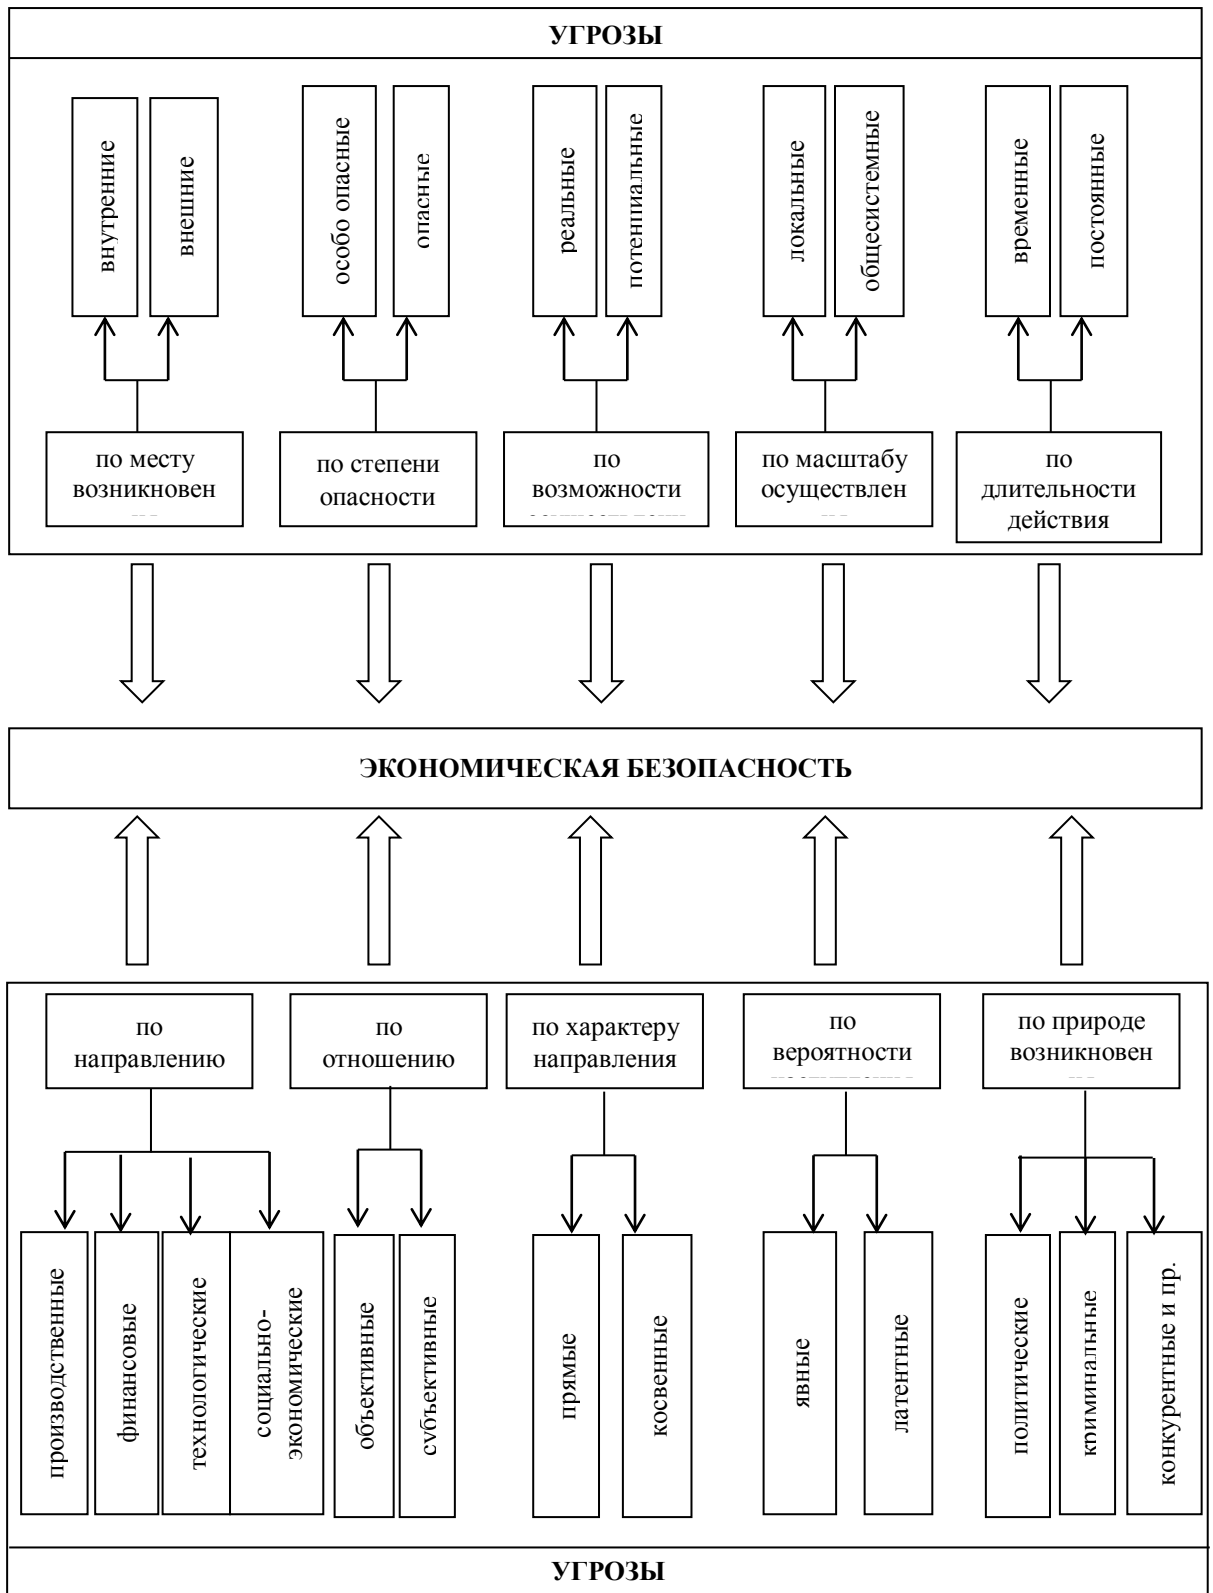 УГРОЗЫ
внутренние
внешние
особо опасные
опасные
реальные
потенциальные
локальные
общесистемные
временные
постоянные
по месту
возникновен
по степени
опасности
по
возможности
по масштабу
осуществлен
по
длительности
действия
ЭКОНОМИЧЕСКАЯ БЕЗОПАСНОСТЬ
по
направлению
по
отношению
по характеру
направления
по
вероятности
по природе
возникновен
производственные
финансовые
технологические
социально-
экономические
объективные
субъективные
прямые
косвенные
явные
латентные
политические
криминальные
конкурентные и пр.
УГРОЗЫ